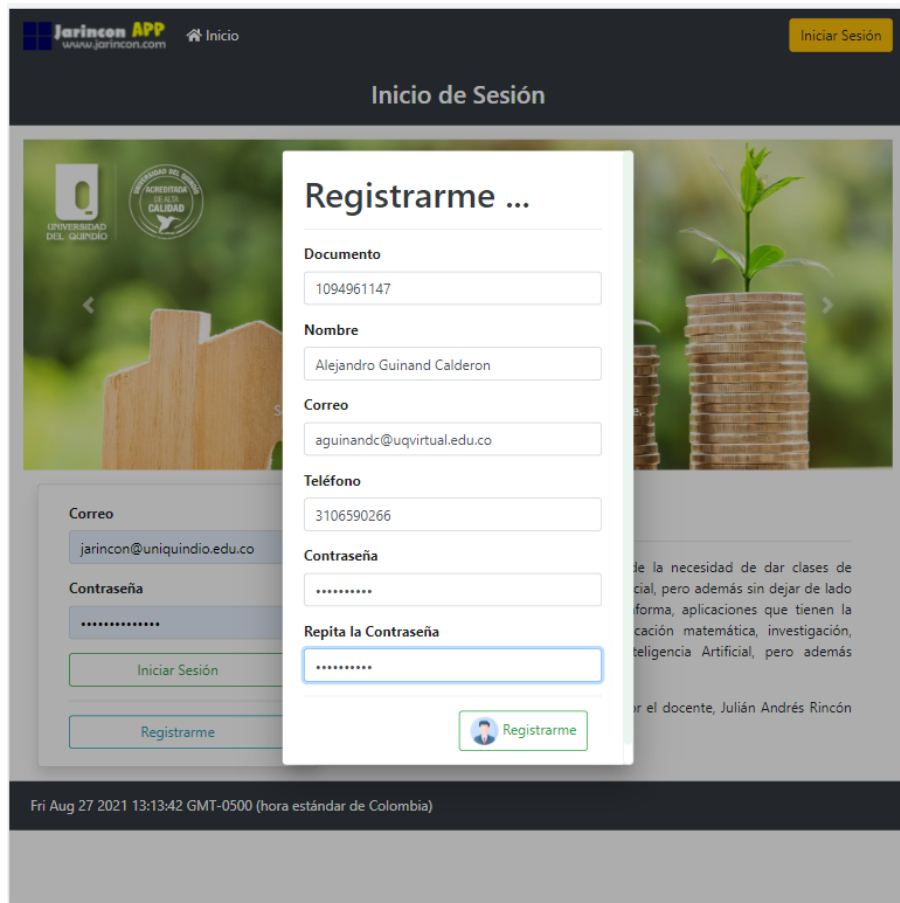 Jarincon APP
www.jarincon.com
Inicio
Iniciar Sesión
Inicio de Sesión
UNIVERSIDAD
DEL QUINDÍO
UNIVERSIDAD DEL QUINDÍO
ACREDITADA
DE ALTA
CALIDAD
Registrarme ...
Documento
1094961147
Nombre
Alejandro Guinand Calderon
Correo
aguinandc@uqvirtual.edu.co
Teléfono
3106590266
Contraseña
••••••••••
Repita la Contraseña
••••••••••
Registrarme
Correo
jarincon@uniquindio.edu.co
Contraseña
••••••••••••••
Iniciar Sesión
Registrarme
de la necesidad de dar clases de
cial, pero además sin dejar de lado
forma, aplicaciones que tienen la
cación matemática, investigación,
teligencia Artificial, pero además
or el docente, Julián Andrés Rincón
Fri Aug 27 2021 13:13:42 GMT-0500 (hora estándar de Colombia)